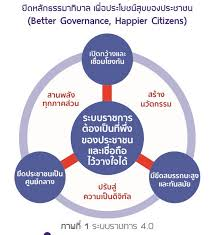 ยึดหลักธรรมาภิบาล เพื่อประโยชน์สุขของประชาชน
(Better Governance, Happier Citizens)
เปิดกว้างและ
เชื่อมโยงกัน
สานพลัง
ทุกภาคส่วน
สร้าง
นวัตกรรม
ระบบราชการ
ต้องเป็นที่พึ่ง
ของประชาชน
และเชื่อถือ
ไว้วางใจได้
ยึดประชาชนเป็น
ศูนย์กลาง
มีขีดสมรรถนะสูง
และทันสมัย
ปรับสู่
ความเป็นดิจิทัล
ภาพที่ 1 ระบบราชการ 4.0